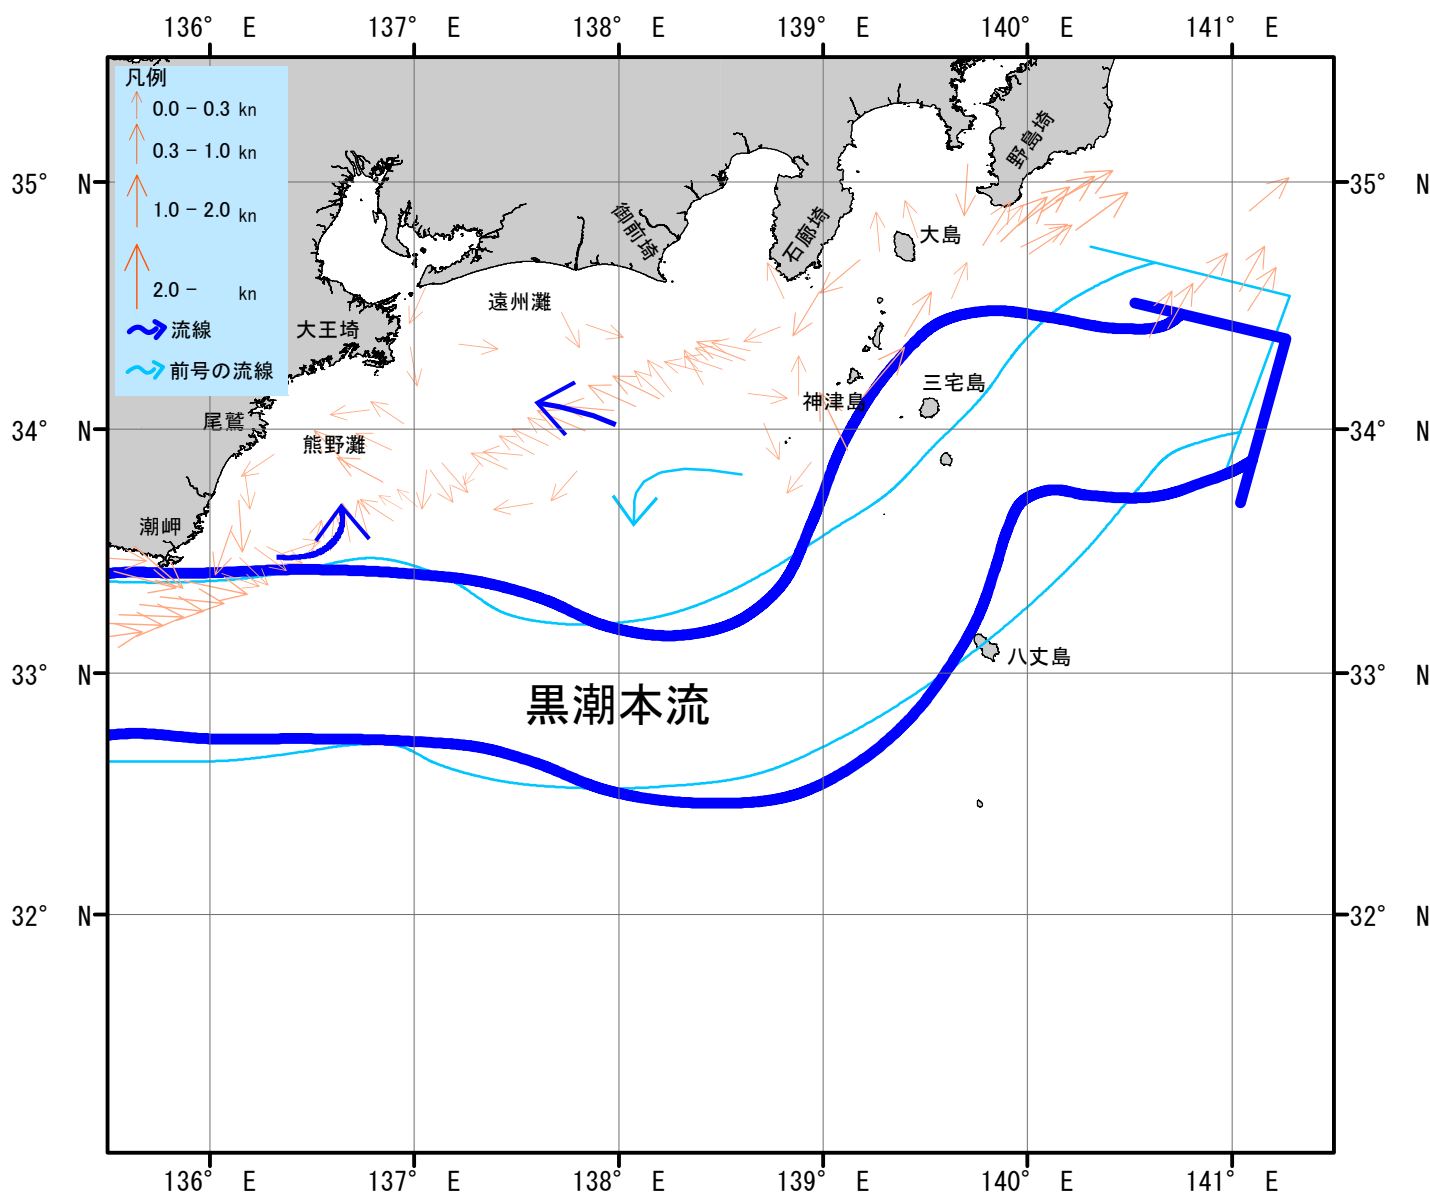 136° E 137° E 138° E 139° E 140° E 141° E
凡例
0.0 - 0.3 kn
0.3 - 1.0 kn
1.0 - 2.0 kn
2.0 - kn
流線
前号の流線
35° N
野島埼
35° N
御前埼
石廊埼
大島
遠州灘
大王埼
三宅島
神津島
尾鷲
34° N
熊野灘
34° N
潮岬
八丈島
33° N
33° N
黒潮本流
32° N
32° N
136° E 137° E 138° E 139° E 140° E 141° E